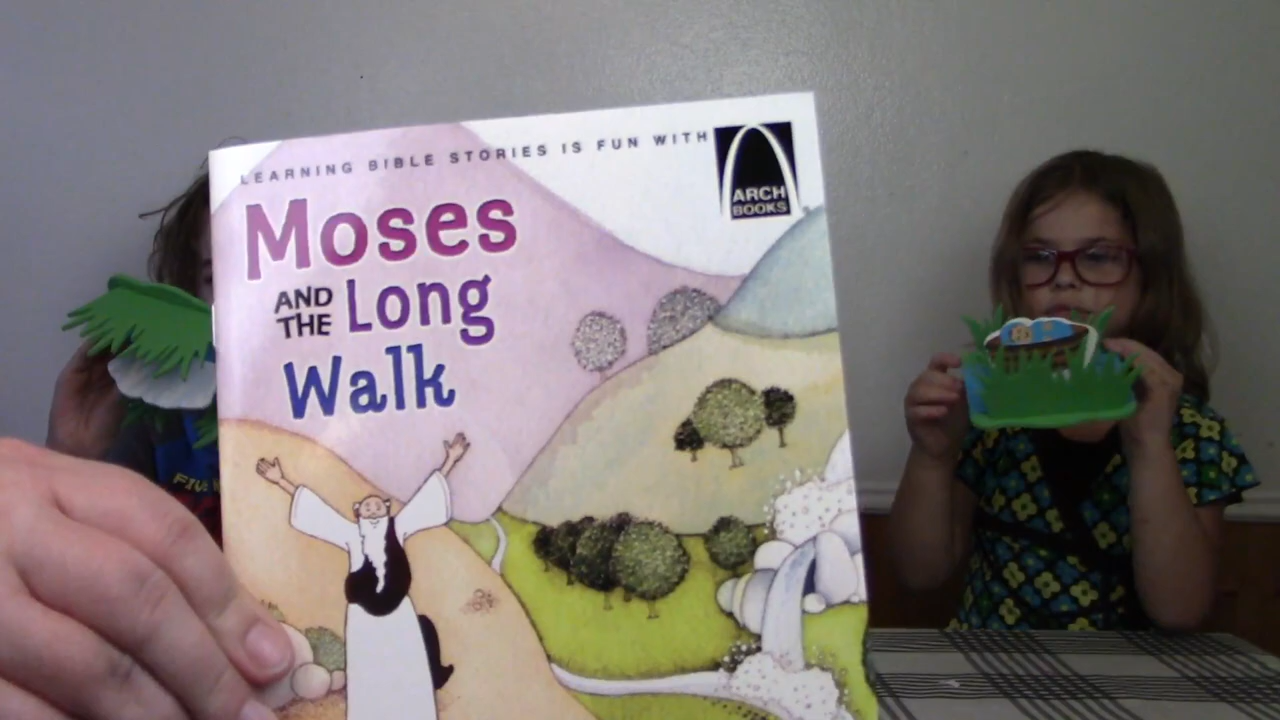 LEARNING BIBLE STORIES IS FUN WITH
ARCH
BOOKS
Moses
AND
THE
Long
Walk